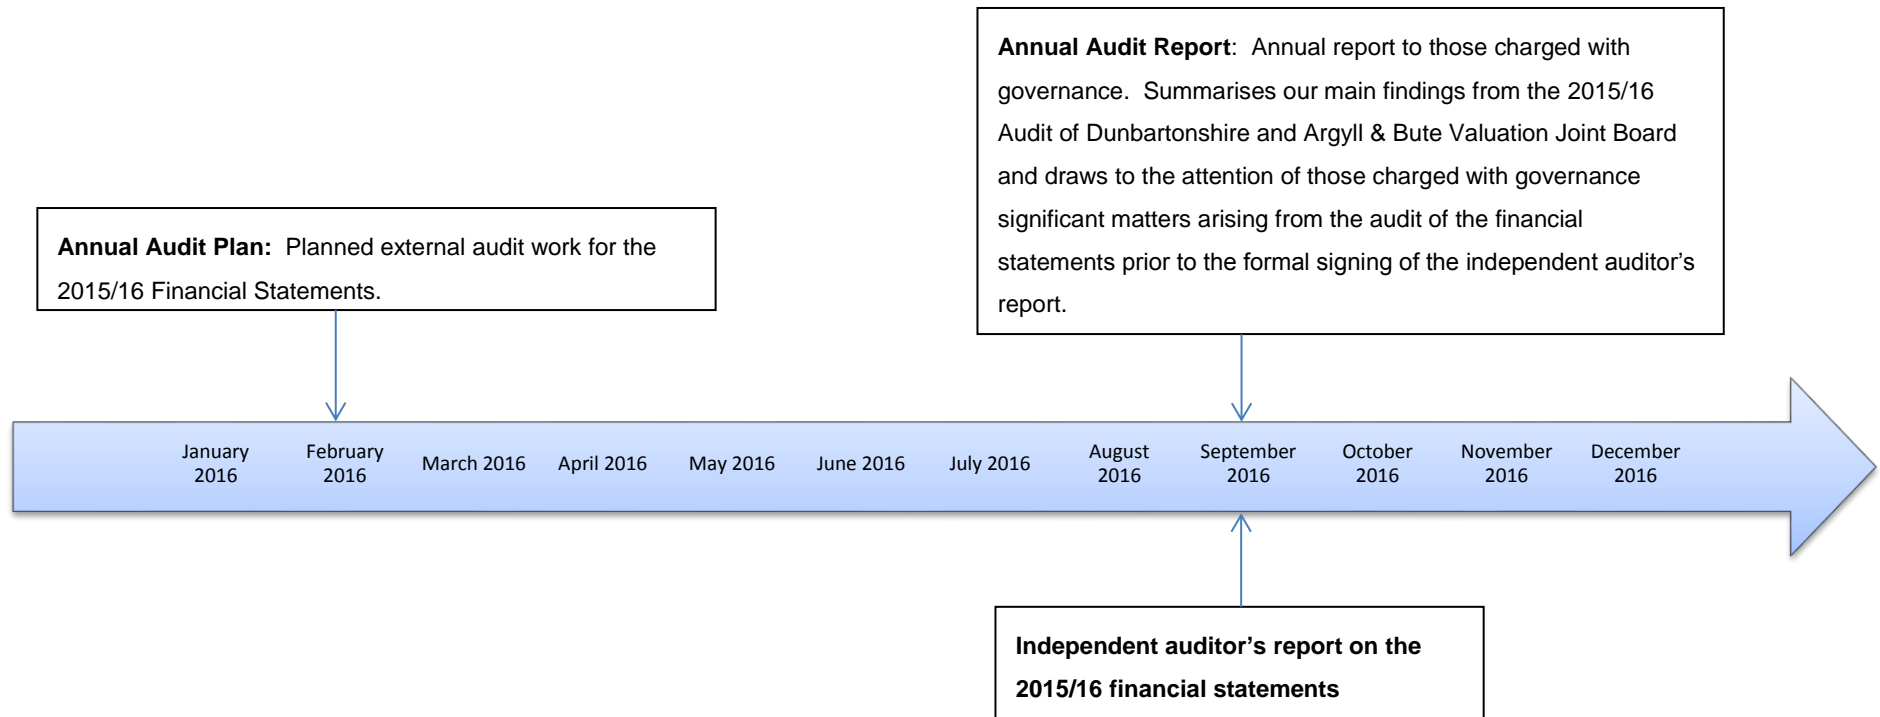 Annual Audit Report:  Annual report to those charged with
governance.  Summarises our main findings from the 2015/16
Audit of Dunbartonshire and Argyll & Bute Valuation Joint Board
and draws to the attention of those charged with governance
significant matters arising from the audit of the financial
statements prior to the formal signing of the independent auditor’s
report.
Annual Audit Plan:  Planned external audit work for the
2015/16 Financial Statements.
January
2016
February
2016
March 2016
April 2016
May 2016
June 2016
July 2016
August
2016
September
2016
October
2016
November
2016
December
2016
Independent auditor’s report on the
2015/16 financial statements